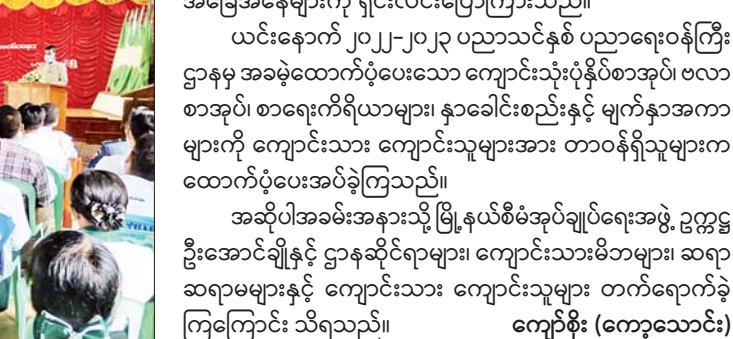 အခြေအနေများကို ရှင်းလင်းပြောကြားသည်။
ယင်းနောက် ၂၀၂၂-၂၀၂၃ ပညာသင်နှစ် ပညာရေးဝန်ကြီး
ဌာနမှ အခမဲ့ထောက်ပံ့ပေးသော ကျောင်းသုံးပုံနှိပ်စာအုပ်၊ ဗလာ
စာအုပ်၊ စာရေးကိရိယာများ၊ နှာခေါင်းစည်းနှင့် မျက်နှာအကာ
များကို ကျောင်းသား ကျောင်းသူများအား တာဝန်ရှိသူများက
ထောက်ပံ့ပေးအပ်ခဲ့ကြသည်။
အဆိုပါအခမ်းအနားသို့ မြို့နယ်စီမံအုပ်ချုပ်ရေးအဖွဲ့ ဥက္ကဋ္ဌ
ဦးအောင်ချိုနှင့် ဌာနဆိုင်ရာများ၊ ကျောင်းသားမိဘများ၊ ဆရာ
ဆရာမများနှင့် ကျောင်းသား ကျောင်းသူများ တက်ရောက်ခဲ့
ကြကြောင်း သိရသည်။ ကျော်စိုး (ကော့သောင်း)